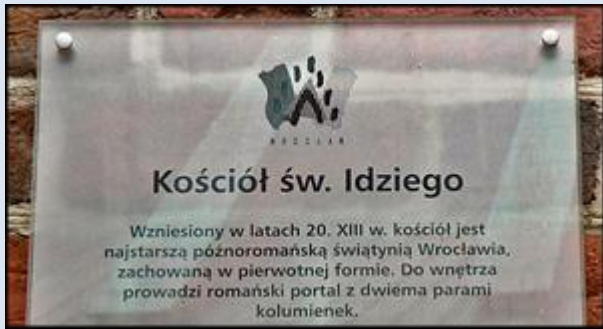 WROCŁAW
Kościół św. Idziego
Wzniesiony w latach 20. XIII w. kościół jest
najstarszą późnoromańską świątynią Wrocławia,
zachowaną w pierwotnej formie. Do wnętrza
prowadzi romański portal z dwiema parami
kolumienek.